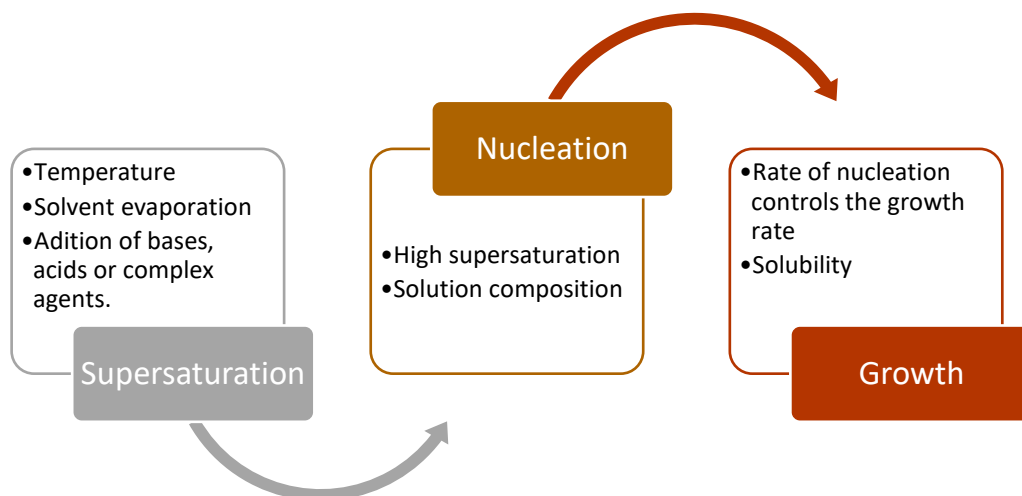 •Temperature
•Solvent evaporation
•Adition of bases,
acids or complex
agents.
Supersaturation
Nucleation
•High supersaturation
•Solution composition
•Rate of nucleation
controls the growth
rate
•Solubility
Growth